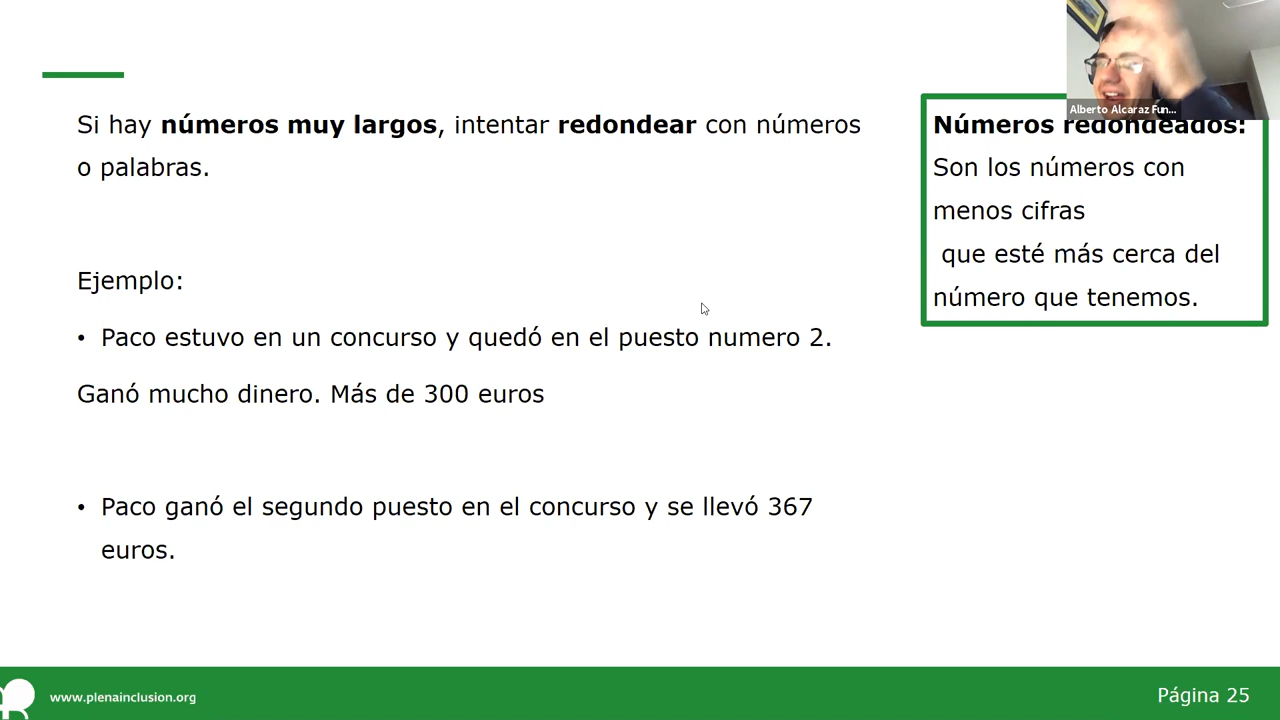 Si hay números muy largos, intentar redondear con números
o palabras.
Ejemplo:
• Paco estuvo en un concurso y quedó en el puesto numero 2.
Ganó mucho dinero. Más de 300 euros
• Paco ganó el segundo puesto en el concurso y se llevó 367
euros.
Alberto Alcaraz Fun...
Números redondeados:
Son los números con
menos cifras
que esté más cerca del
número que tenemos.
www.plenainclusion.org
Página 25